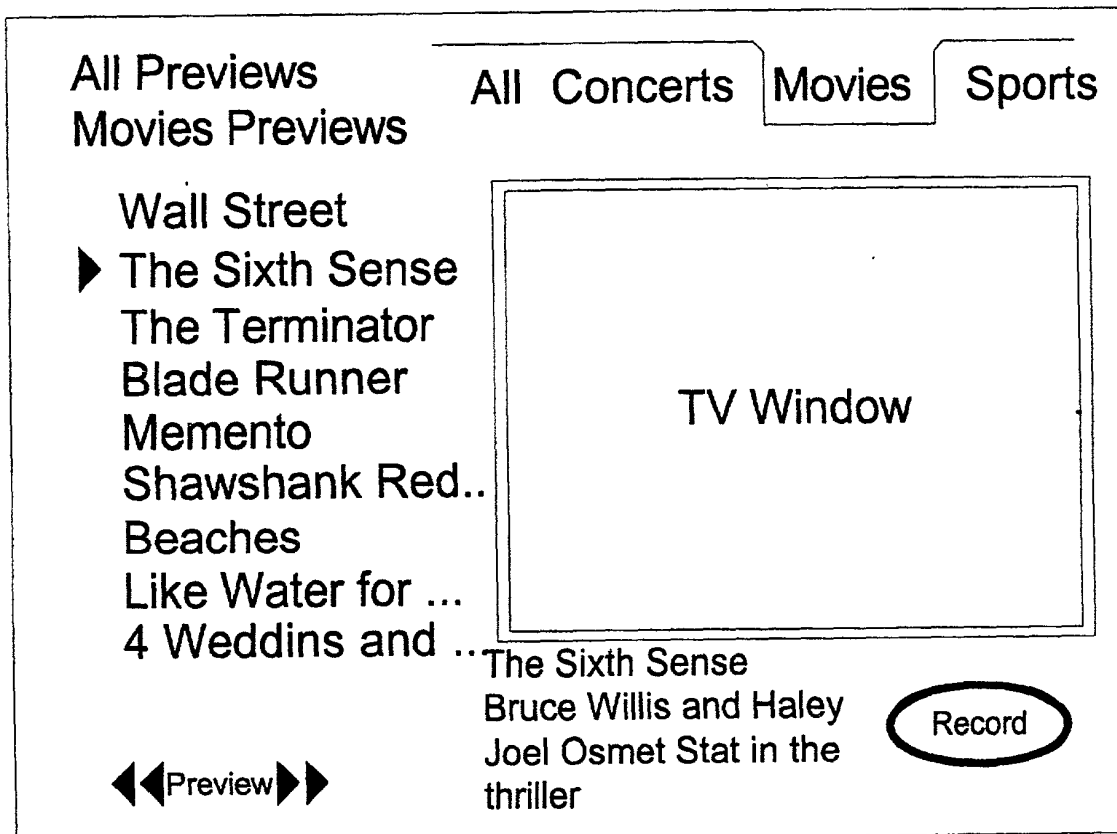 All Previews
Movies Previews
All Concerts Movies Sports
Wall Street
The Sixth Sense
The Terminator
Blade Runner
Memento
Shawshank Red..
Beaches
Like Water for ...
4 Weddins and ...
TV Window
The Sixth Sense
Bruce Willis and Haley
Joel Osmet Stat in the
thriller
Record
Preview